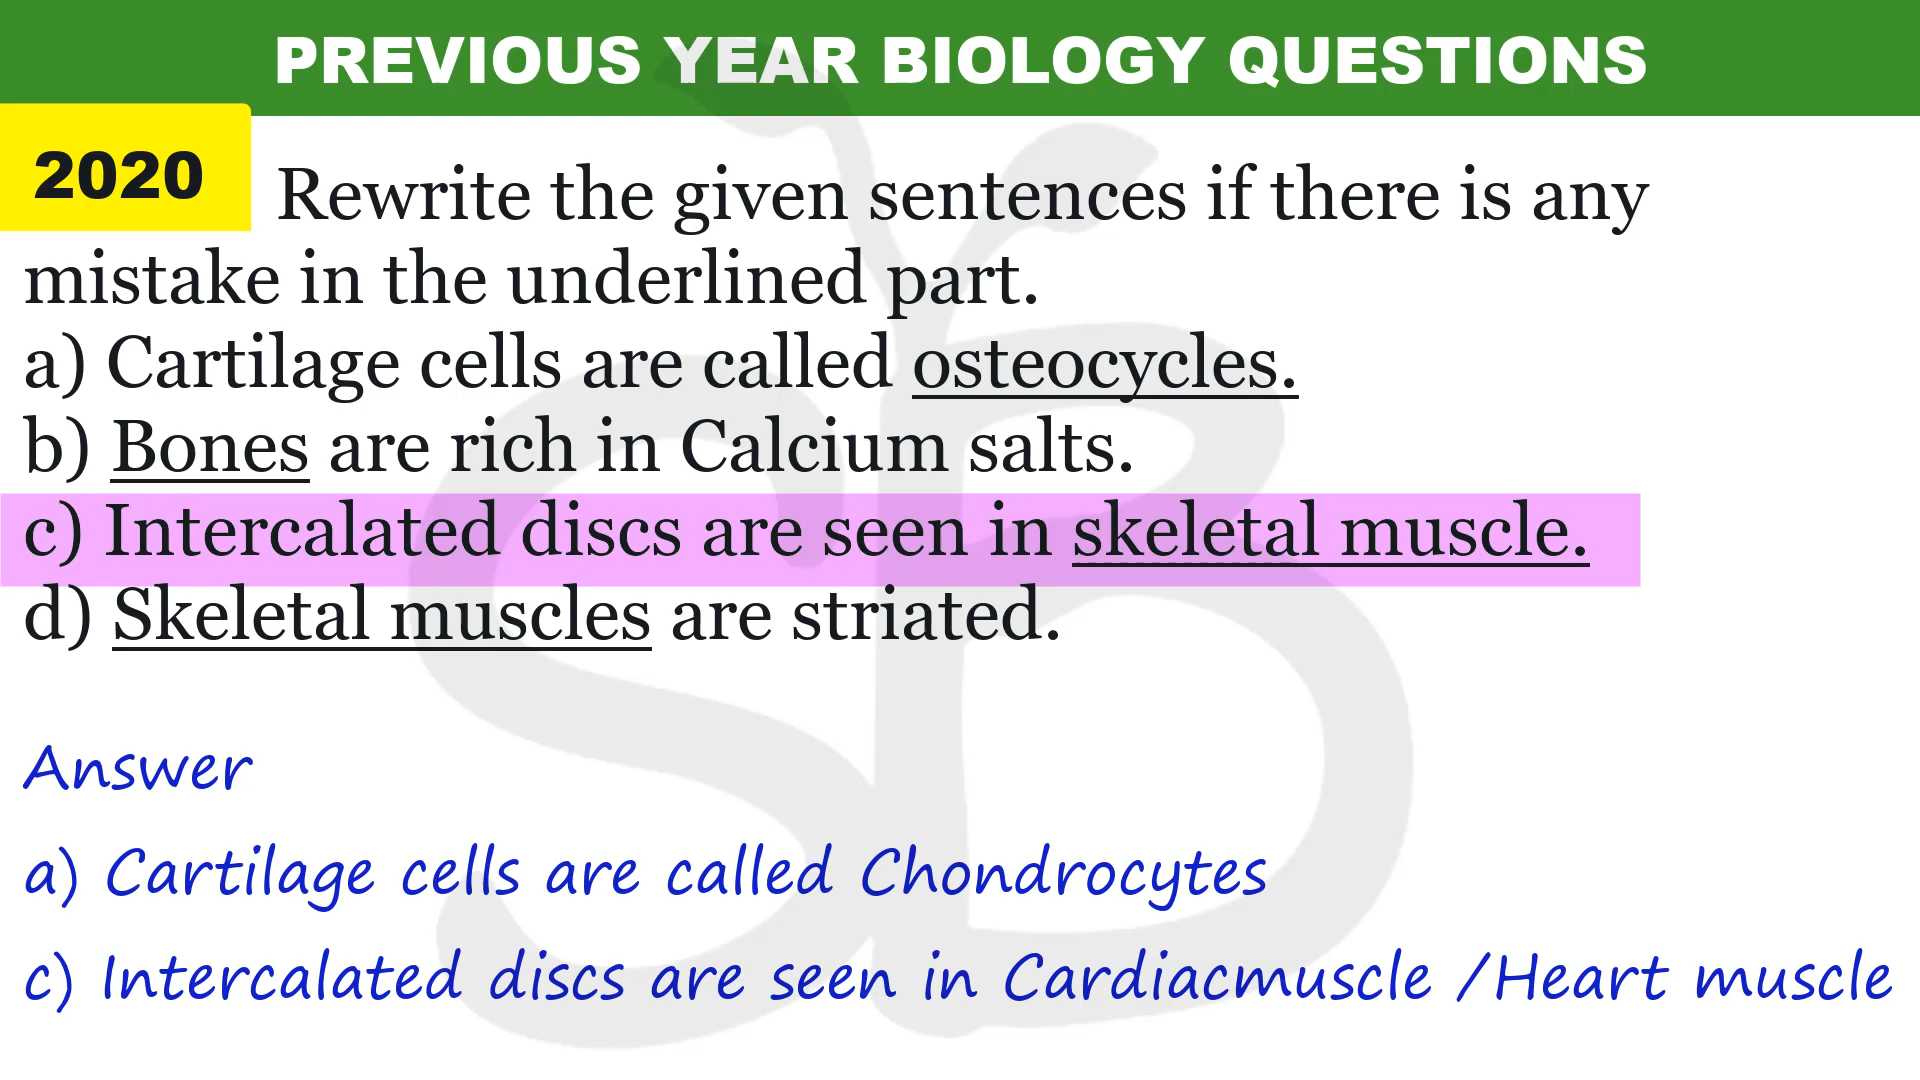 PREVIOUS YEAR BIOLOGY QUESTIONS
2020 Rewrite the given sentences if there is any
mistake in the underlined part.
a) Cartilage cells are called osteocycles.
b) Bones are rich in Calcium salts.
c) Intercalated discs are seen in skeletal muscle.
d) Skeletal muscles are striated.
Answer
a) Cartilage cells are called Chondrocytes
c) Intercalated discs are seen in Cardiacmuscle /Heart muscle